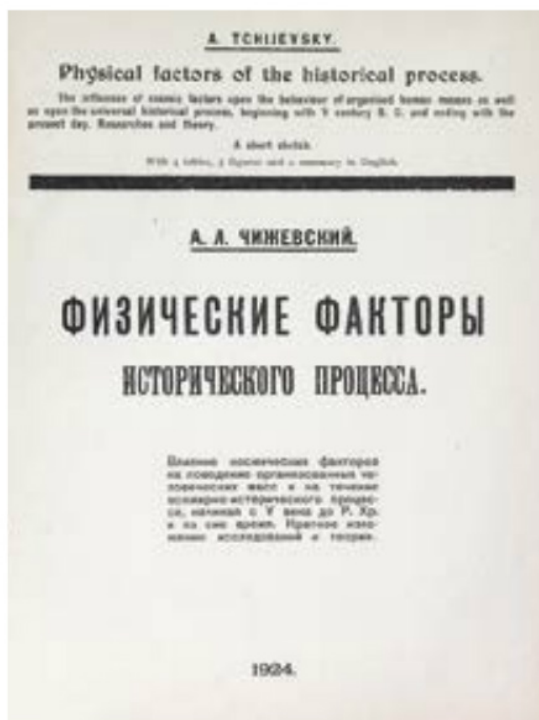 A. TCHIJEVSKY.
Physical factors of the historical process.
The influence of cosmic factors upon the behaviour of organised human masses as well
as upon the universal historical process, beginning with V century B. C. and ending with the
present day. Researches and theory.
A short sketch.
With 4 tables, 5 figures and a summary in English
А. Л. ЧИЖЕВСКИЙ.
ФИЗИЧЕСКИЕ ФАКТОРЫ
ИСТОРИЧЕСКОГО ПРОЦЕССА.
Влияние космических факторов
на поведение организованных че-
ловеческих масс и на течение
всемирно-исторического процес-
са, начиная с V века до Р. Хр.
и по сие время. Краткое изло-
жение исследований и теории.
1924.